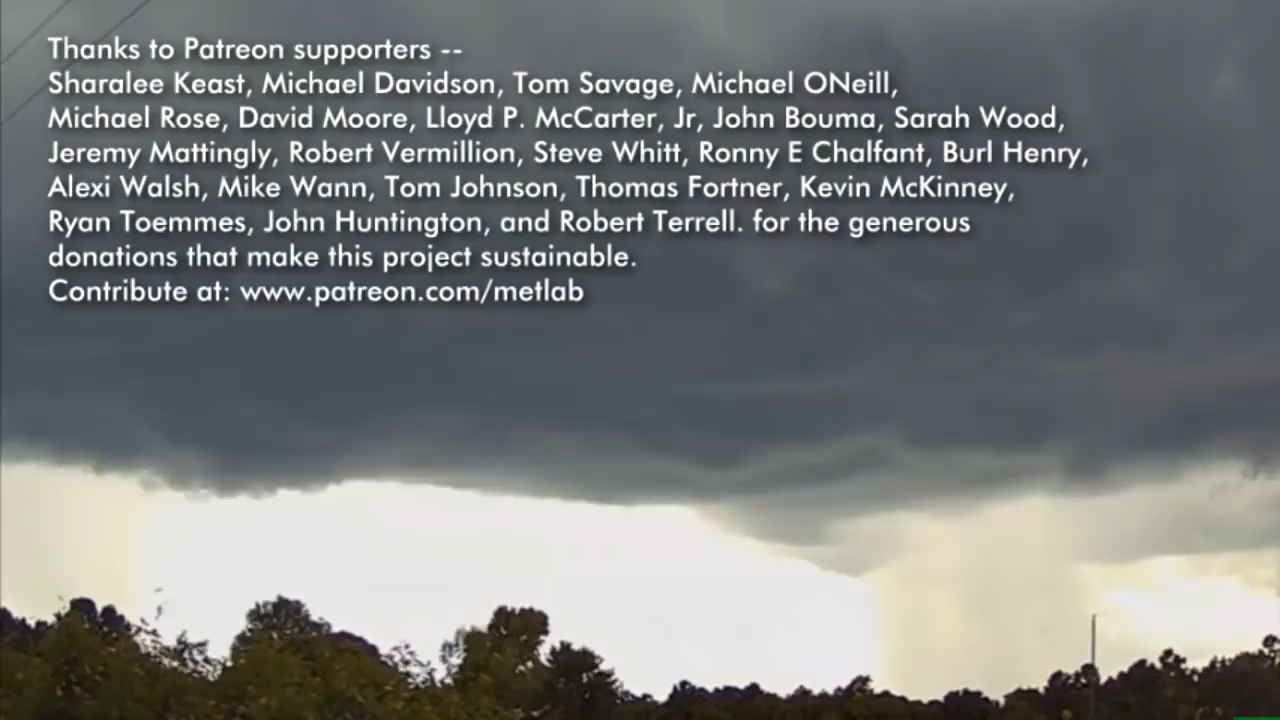 Thanks to Patreon supporters --
Sharalee Keast, Michael Davidson, Tom Savage, Michael ONeill,
Michael Rose, David Moore, Lloyd P. McCarter, Jr, John Bouma, Sarah Wood,
Jeremy Mattingly, Robert Vermillion, Steve Whitt, Ronny E Chalfant, Burl Henry,
Alexi Walsh, Mike Wann, Tom Johnson, Thomas Fortner, Kevin McKinney,
Ryan Toemmes, John Huntington, and Robert Terrell. for the generous
donations that make this project sustainable.
Contribute at: www.patreon.com/metlab